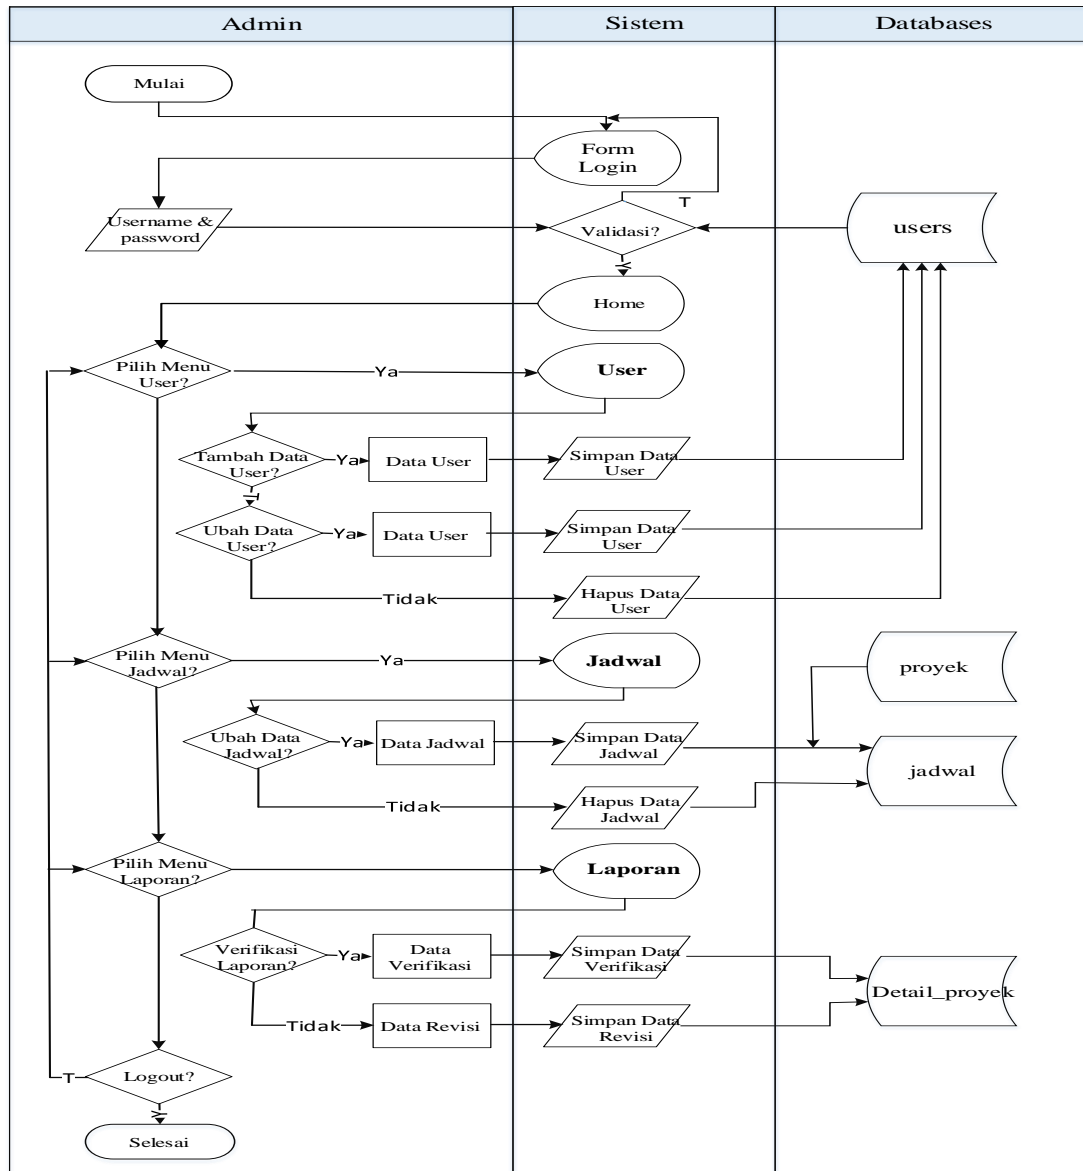 Admin
Sistem
Databases
Mulai
Form
Login
T
Username &
password
Validasi?
users
Y
Home
Pilih Menu
User?
Ya
User
Tambah Data
User?
Ya
Data User
Simpan Data
User
T
Ubah Data
User?
Ya
Data User
Simpan Data
User
Tidak
Hapus Data
User
Pilih Menu
Jadwal?
Ya
Jadwal
proyek
Ubah Data
Jadwal?
Ya
Data Jadwal
Simpan Data
Jadwal
jadwal
Tidak
Hapus Data
Jadwal
Pilih Menu
Laporan?
Laporan
Verifikasi
Laporan?
Ya
Data
Verifikasi
Simpan Data
Verifikasi
Detail_proyek
Tidak
Data Revisi
Simpan Data
Revisi
Logout?
T
Y
Selesai